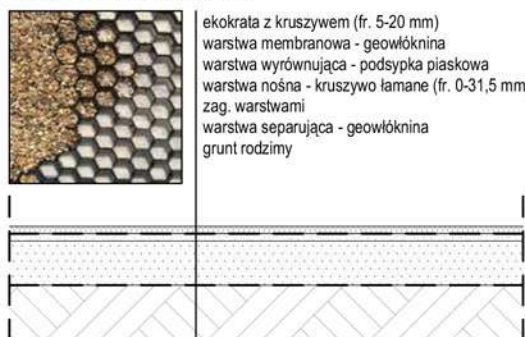 ekokrata z kruszywem (fr. 5-20 mm)
warstwa membranowa - geowłóknina
warstwa wyrównująca - podsypka piaskowa
warstwa nośna - kruszywo łamane (fr. 0-31,5 mm
zag. warstwami
warstwa separująca - geowłóknina
grunt rodzimy